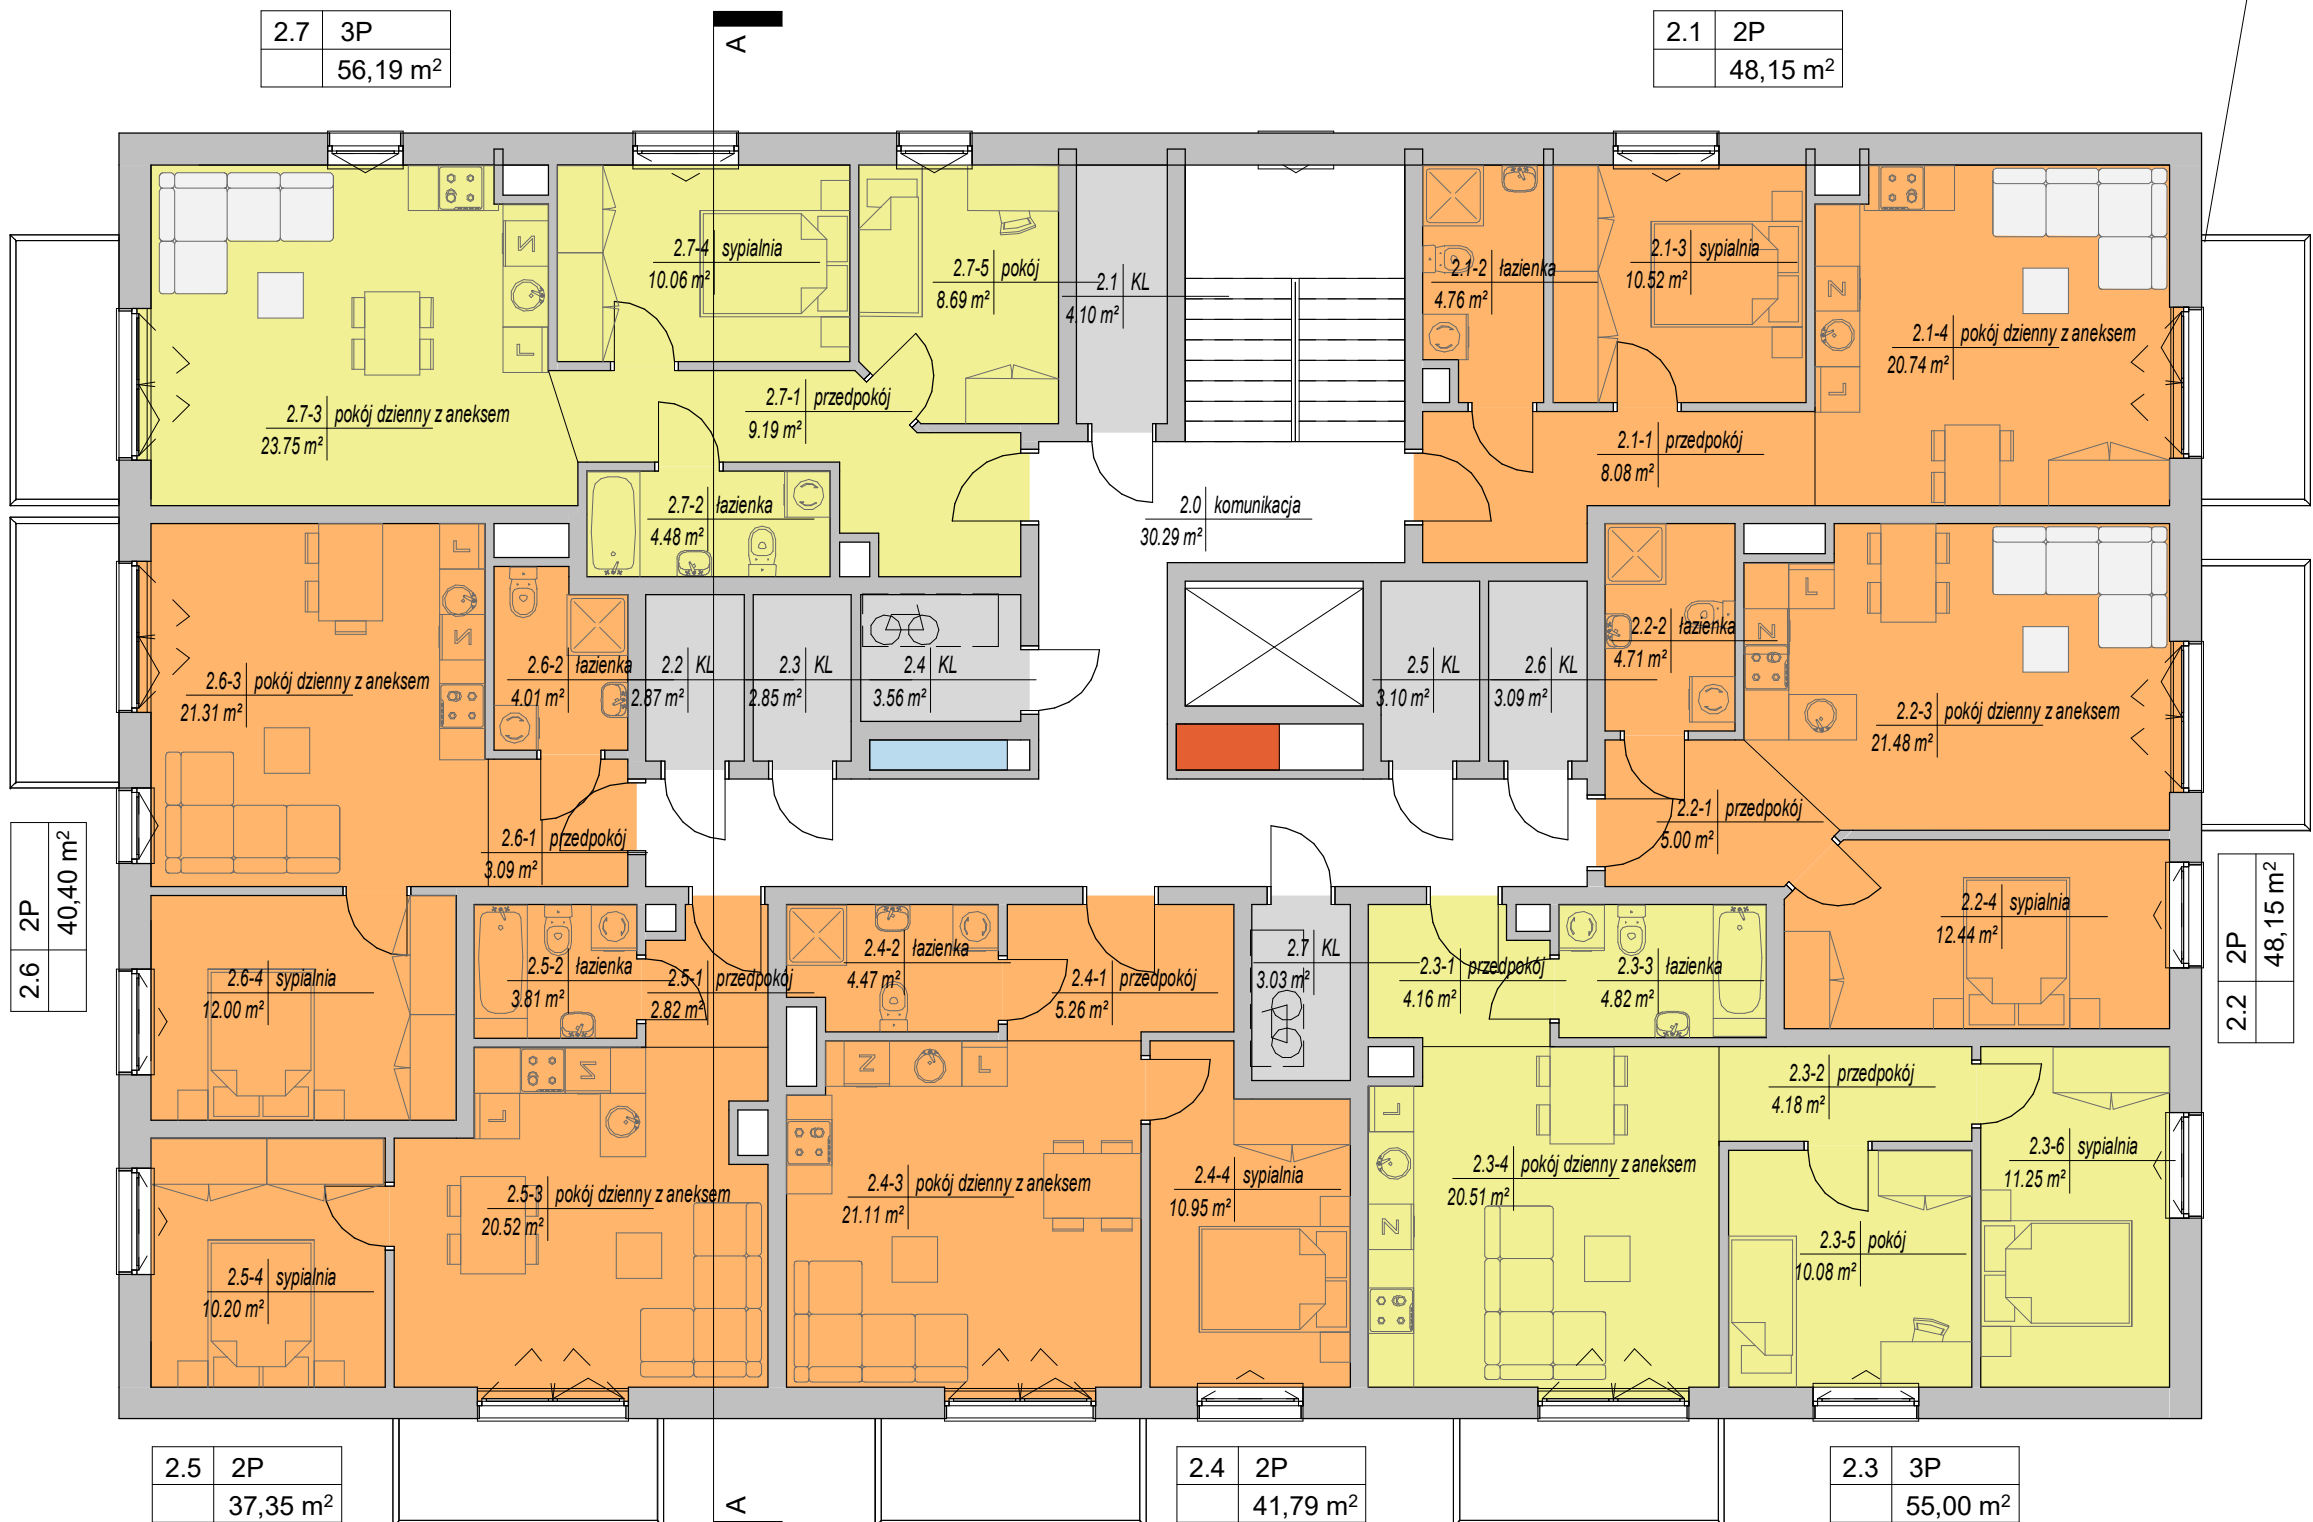 2.7 3P
56,19 m²
A
2.1 2P
48,15 m²
2.7-4 sypialnia
10.06 m²
2.7-5 pokój
8.69 m²
2.1 KL
4.10 m²
2.1-2 łazienka
4.76 m²
2.1-3 sypialnia
10.52 m²
2.1-4 pokój dzienny z aneksem
20.74 m²
2.7-3 pokój dzienny z aneksem
23.75 m²
2.7-1 przedpokój
9.19 m²
2.1-1 przedpokój
8.08 m²
2.7-2 łazienka
4.48 m²
2.0 komunikacja
30.29 m²
N
L
N
L
2.6-3 pokój dzienny z aneksem
21.31 m²
L
N
2.6-2 łazienka
4.01 m²
2.2 KL
2.87 m²
2.3 KL
2.85 m²
2.4 KL
3.56 m²
2.5 KL
3.10 m²
2.6 KL
3.09 m²
2.2-2 łazienka
4.71 m²
L
N
2.2-3 pokój dzienny z aneksem
21.48 m²
2.6-1 przedpokój
3.09 m²
2.2-1 przedpokój
5.00 m²
2.6 2P
40,40 m²
2.2 2P
48,15 m²
2.6-4 sypialnia
12.00 m²
2.5-2 łazienka
3.81 m²
2.5-1 przedpokój
2.82 m²
2.4-2 łazienka
4.47 m²
2.4-1 przedpokój
5.26 m²
2.7 KL
3.03 m²
2.3-1 przedpokój
4.16 m²
2.3-3 łazienka
4.82 m²
2.2-4 sypialnia
12.44 m²
N
L
N
L
L
N
2.3-2 przedpokój
4.18 m²
2.5-3 pokój dzienny z aneksem
20.52 m²
2.4-3 pokój dzienny z aneksem
21.11 m²
2.4-4 sypialnia
10.95 m²
2.3-4 pokój dzienny z aneksem
20.51 m²
2.3-6 sypialnia
11.25 m²
2.5-4 sypialnia
10.20 m²
2.3-5 pokój
10.08 m²
2.5 2P
37,35 m²
A
2.4 2P
41,79 m²
2.3 3P
55,00 m²